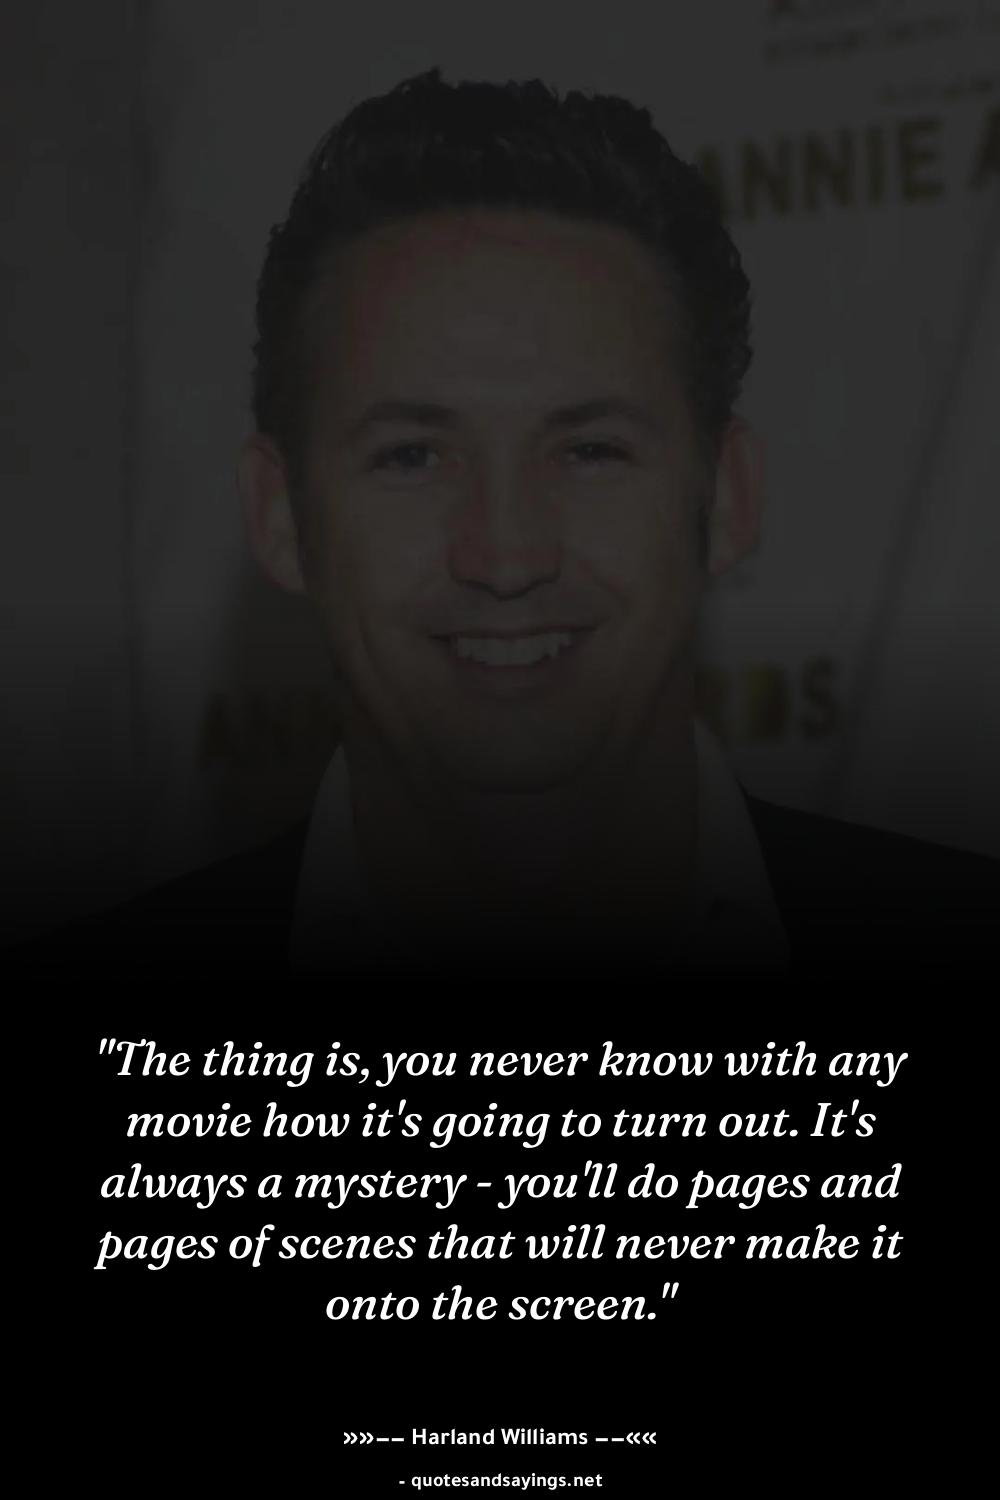 ANNIE A
RDS
"The thing is, you never know with any
movie how it's going to turn out. It's
always a mystery - you'll do pages and
pages of scenes that will never make it
onto the screen."
»»–– Harland Williams ––««
- quotesandsayings.net